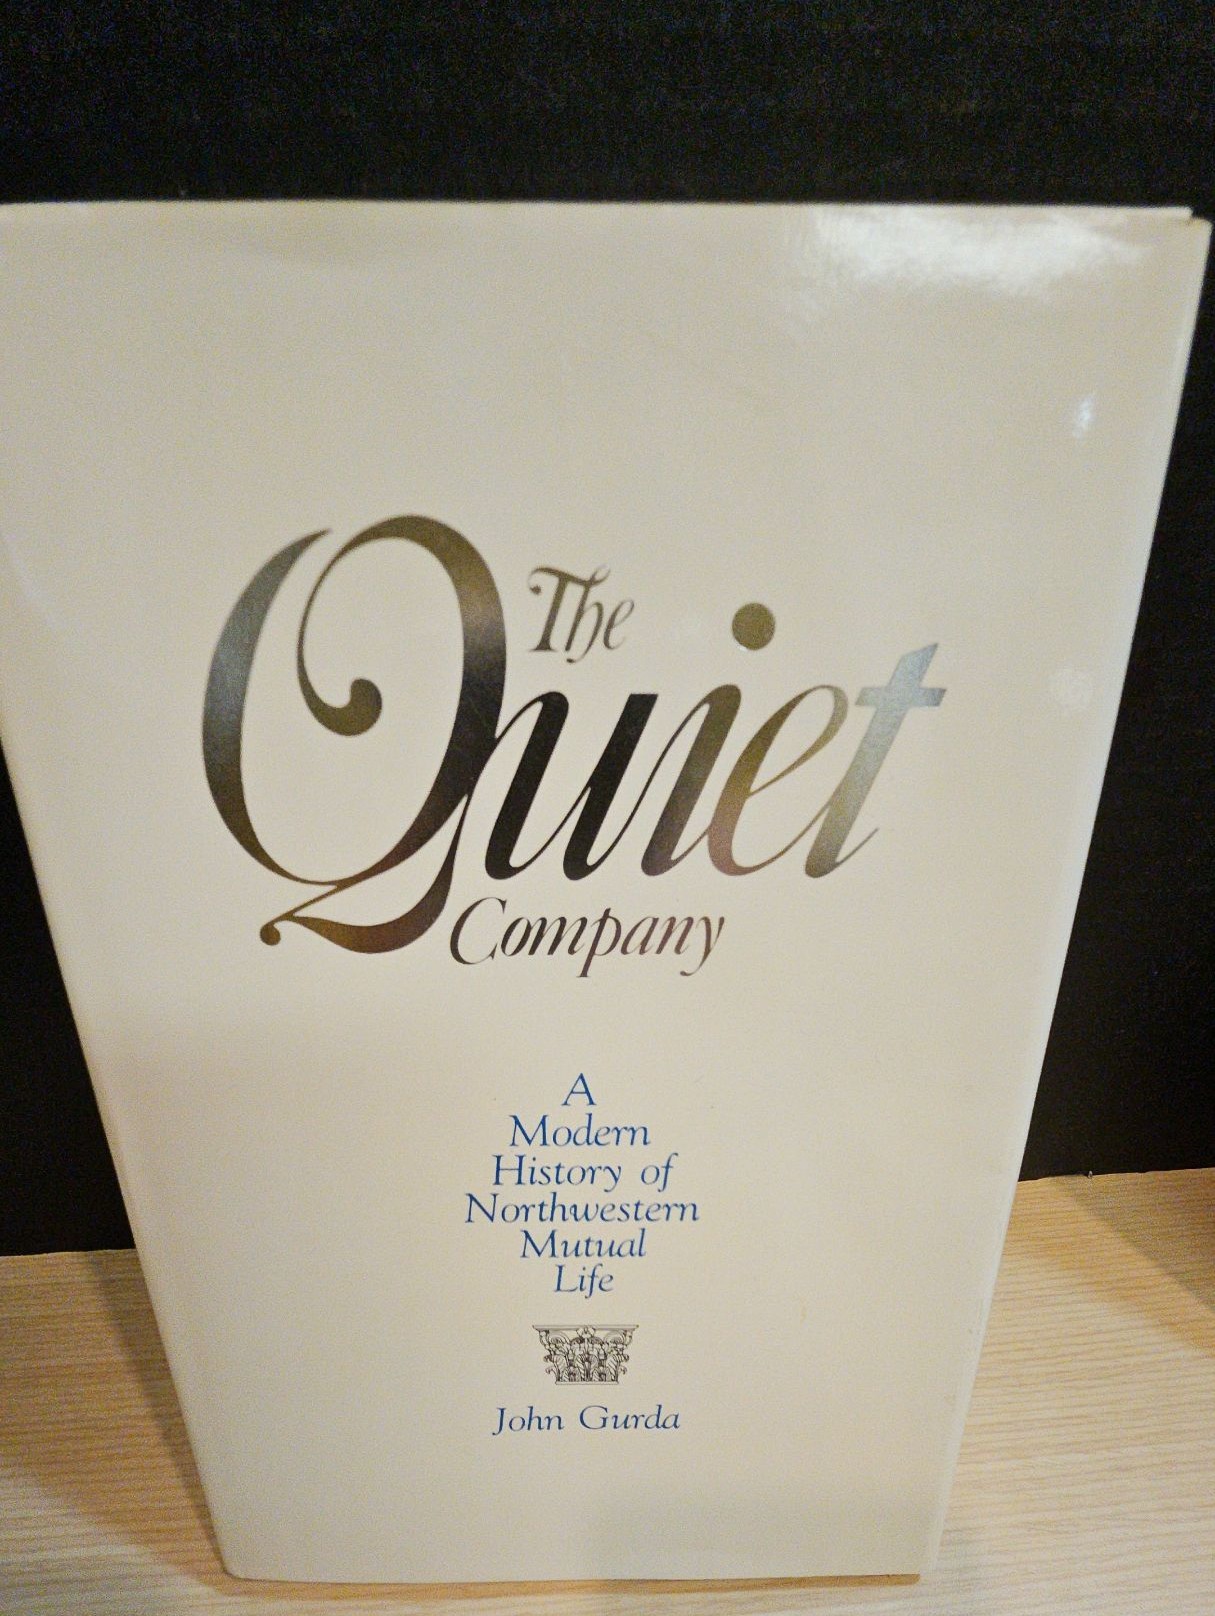 The
Quiet
Company
A
Modern
History of
Northwestern
Mutual
Life
John Gurda